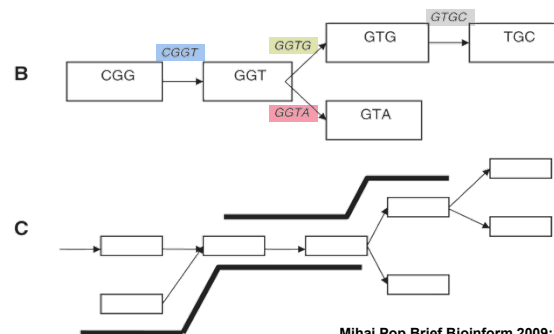 GTGC
CGGT
GGTG
GTG
TGC
B
CGG
GGT
GGTA
GTA
C
Mihai Pop Brief Bioinform 2009;